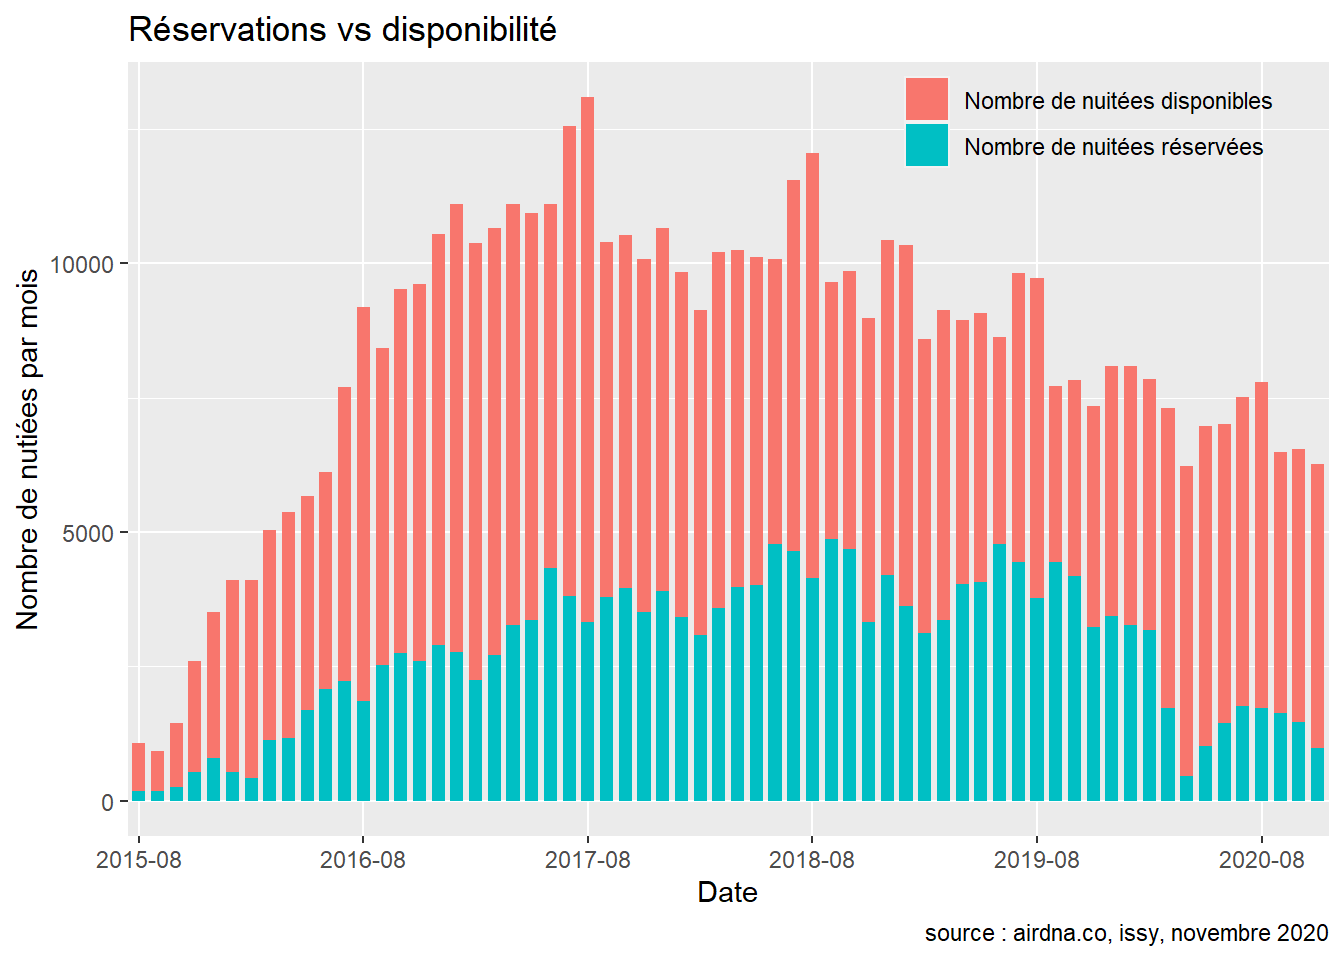 Réservations vs disponibilité
Nombre de nuitées disponibles
Nombre de nuitées réservées
Nombre de nutiées par mois
10000
5000
0
2015-08
2016-08
2017-08
2018-08
2019-08
2020-08
Date
source : airdna.co, issy, novembre 2020